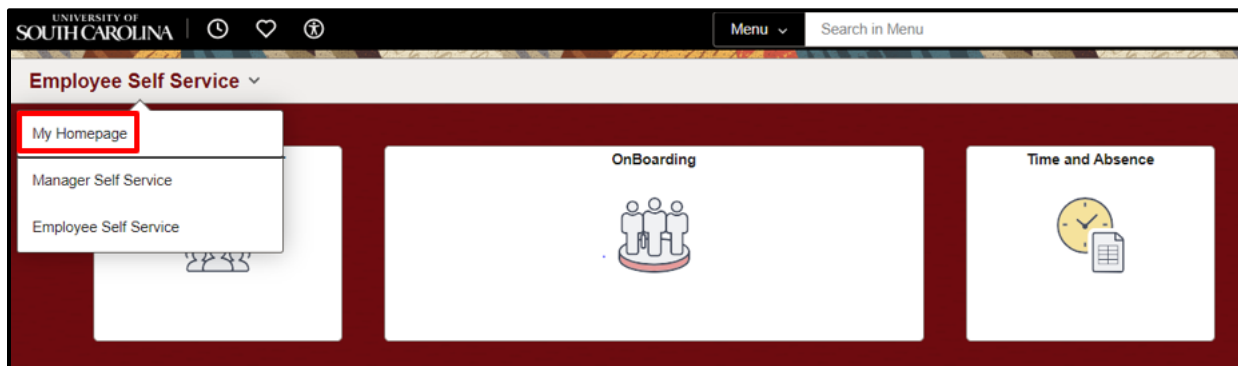 UNIVERSITY OF
SOUTH CAROLINA
Menu
Search in Menu
Employee Self Service
My Homepage
Manager Self Service
Employee Self Service
OnBoarding
Time and Absence